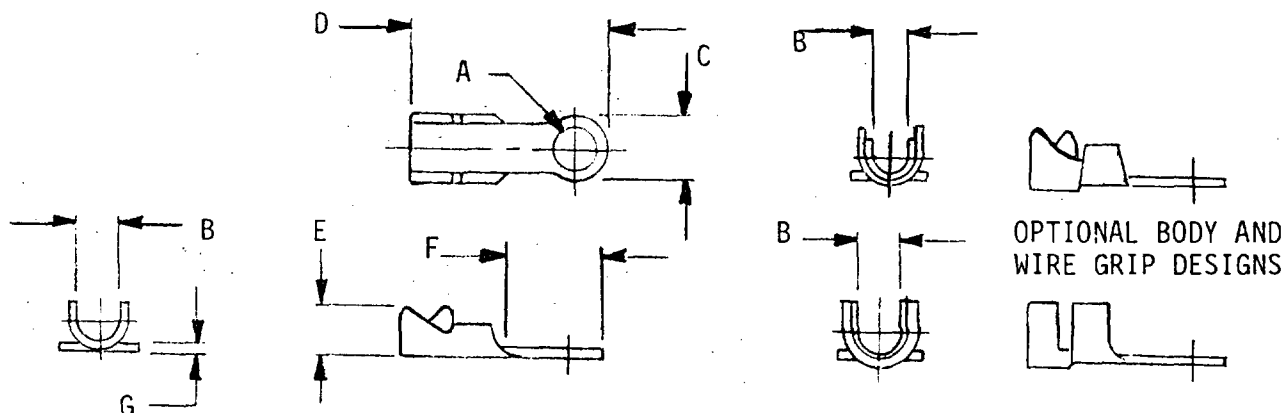 D
C
A
B
B
E
F
B
OPTIONAL BODY AND
WIRE GRIP DESIGNS
G